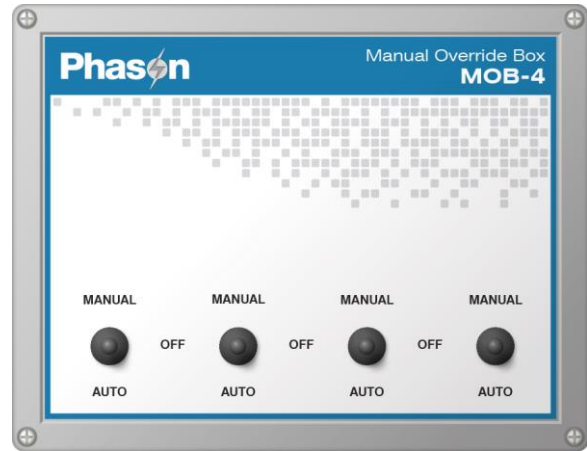 Phason
Manual Override Box
MOB-4
MANUAL MANUAL MANUAL MANUAL
OFF OFF OFF
AUTO AUTO AUTO AUTO